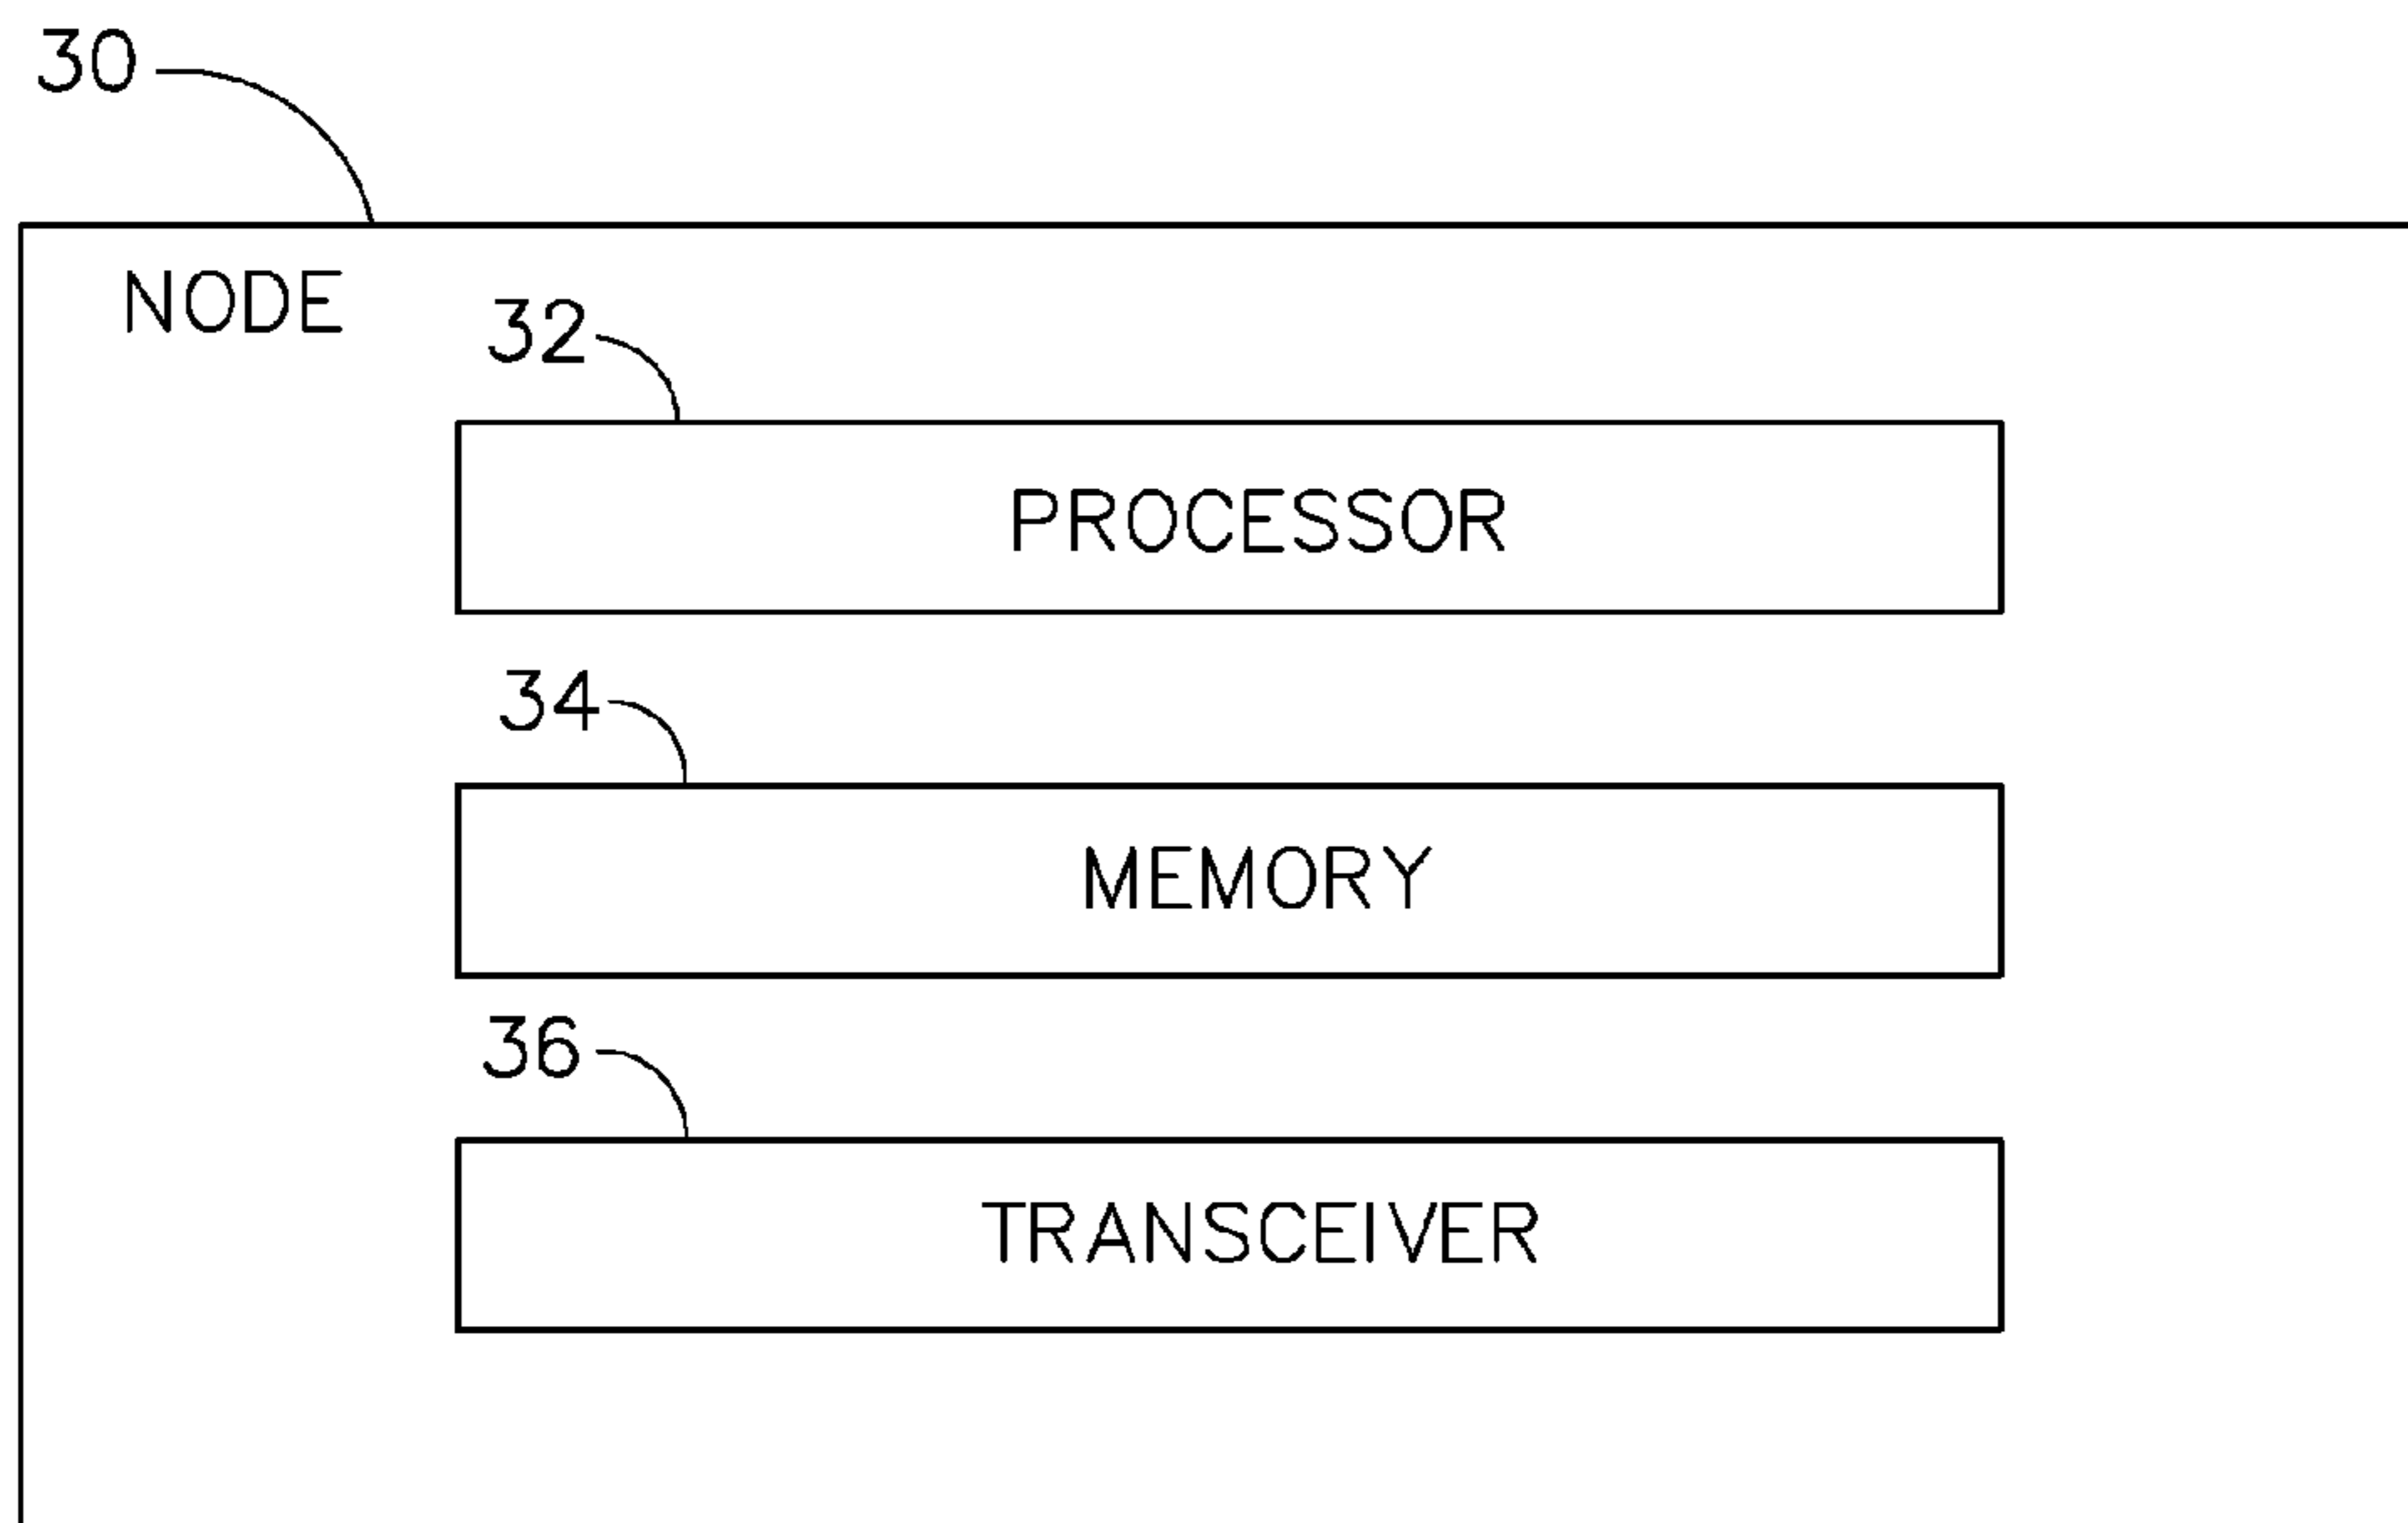 30
NODE
32
PROCESSOR
34
MEMORY
36
TRANSCEIVER